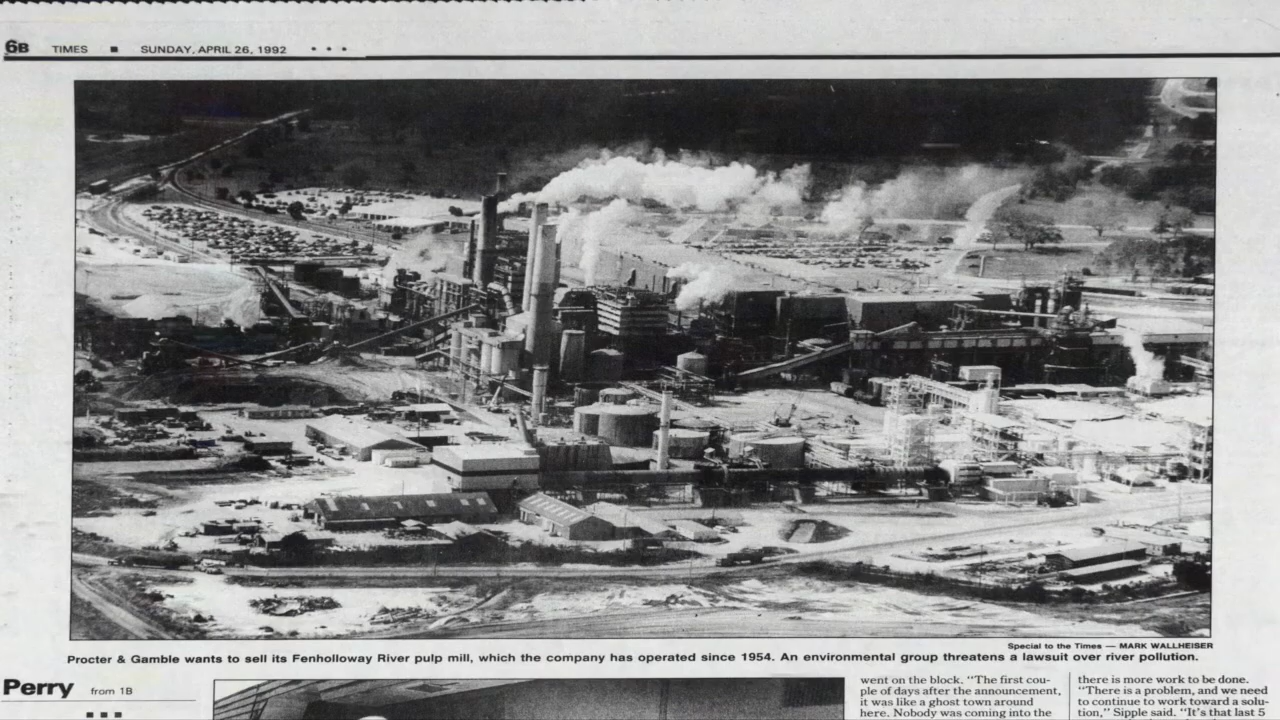 6B TIMES ■ SUNDAY, APRIL 26, 1992 • • •
Special to the Times — MARK WALLHEISER
Procter & Gamble wants to sell its Fenholloway River pulp mill, which the company has operated since 1954. An environmental group threatens a lawsuit over river pollution.
Perry from 1B
went on the block. “The first cou-
ple of days after the announcement,
it was like a ghost town around
here. Nobody was coming into the
there is more work to be done.
“There is a problem, and we need
to continue to work toward a solu-
tion,” Sipple said. “It’s that last 5